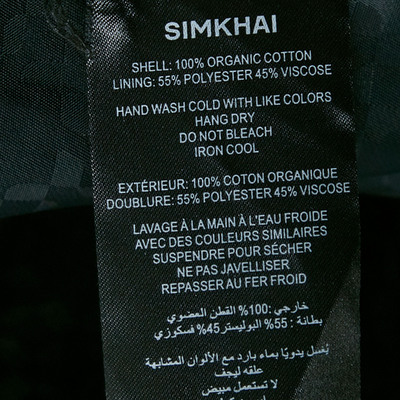 SIMKHAI
SHELL: 100% ORGANIC COTTON
LINING: 55% POLYESTER 45% VISCOSE
HAND WASH COLD WITH LIKE COLORS
HANG DRY
DO NOT BLEACH
IRON COOL
EXTÉRIEUR: 100% COTON ORGANIQUE
DOUBLURE: 55% POLYESTER 45% VISCOSE
LAVAGE À LA MAIN À L'EAU FROIDE
AVEC DES COULEURS SIMILAIRES
SUSPENDRE POUR SÉCHER
NE PAS JAVELLISER
REPASSER AU FER FROID
خارجي :100% القطن العضوي
بطانة : 55% البوليستر45% فسكوزي
يُغسل يدويًا بماء بارد مع الألوان المشابهة
علقه ليجف
لا تستعمل مبيض